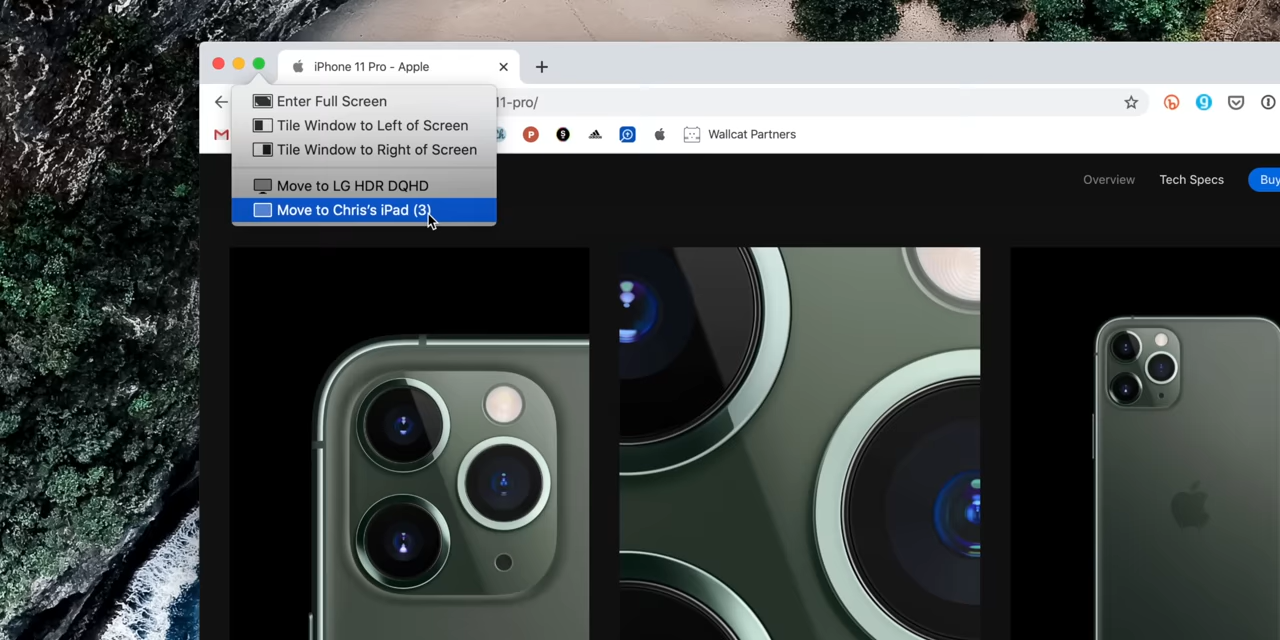 iPhone 11 Pro - Apple
Enter Full Screen
11-pro/
Tile Window to Left of Screen
Wallcat Partners
Tile Window to Right of Screen
Move to LG HDR DQHD
Overview Tech Specs Buy
Move to Chris's iPad (3)